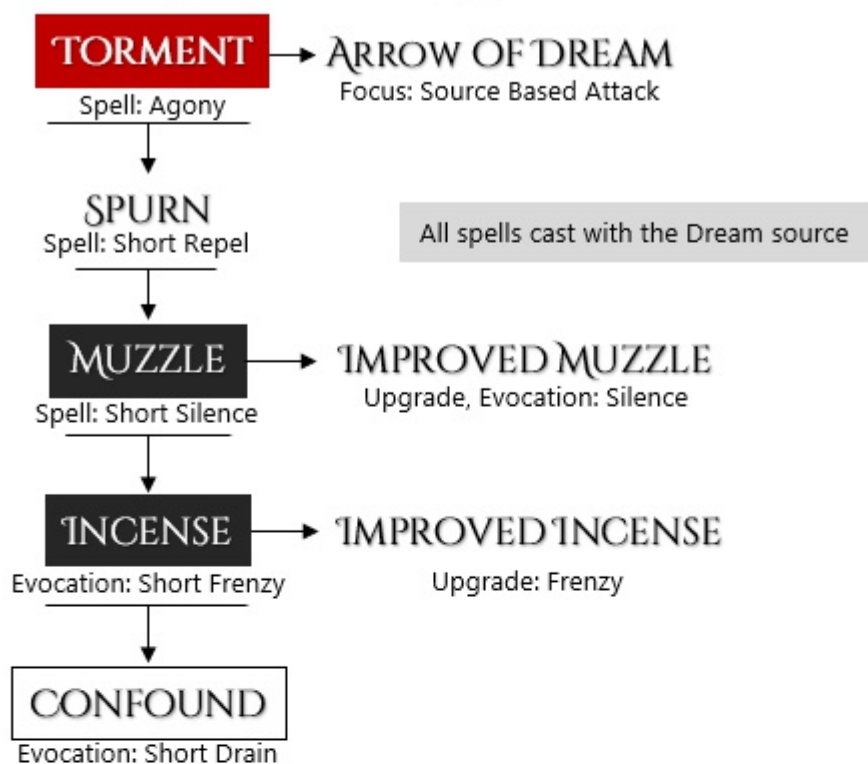 TORMENT
ARROW OF DREAM
Spell: Agony
Focus: Source Based Attack
SPURN
Spell: Short Repel
All spells cast with the Dream source
MUZZLE
IMPROVED MUZZLE
Spell: Short Silence
Upgrade, Evocation: Silence
INCENSE
IMPROVED INCENSE
Evocation: Short Frenzy
Upgrade: Frenzy
CONFOUND
Evocation: Short Drain